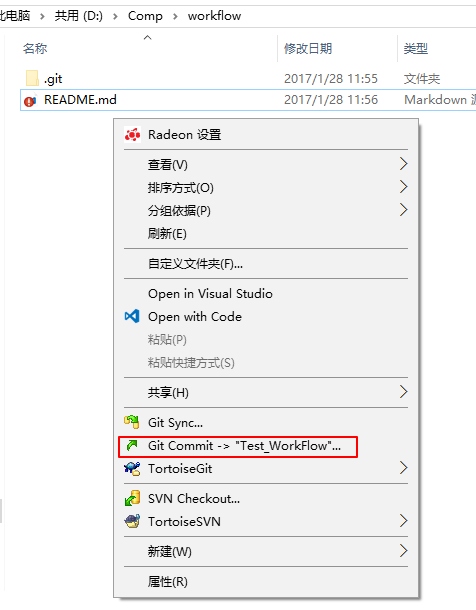 此电脑 > 共用 (D:) > Comp > workflow
名称 修改日期 类型
.git 2017/1/28 11:55 文件夹
README.md 2017/1/28 11:56 Markdown
Radeon 设置
查看(V)
排序方式(O)
分组依据(P)
刷新(E)
自定义文件夹(F)...
Open in Visual Studio
Open with Code
粘贴(P)
粘贴快捷方式(S)
共享(H)
Git Sync...
Git Commit -> "Test_WorkFlow"...
TortoiseGit
SVN Checkout...
TortoiseSVN
新建(W)
属性(R)